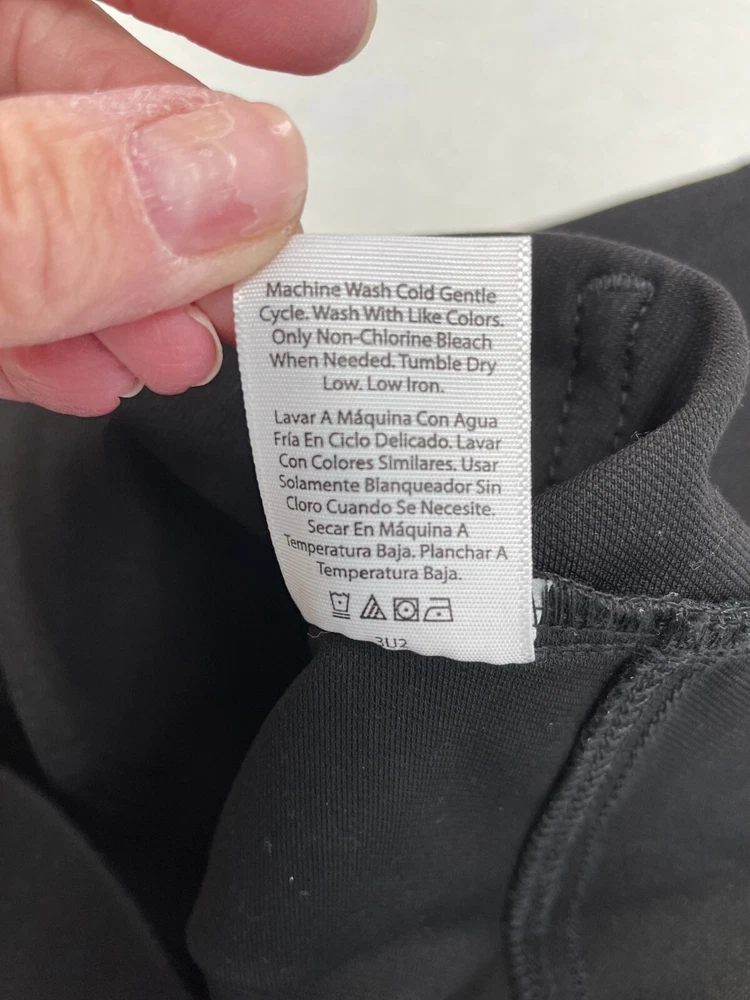 Machine Wash Cold Gentle
Cycle. Wash With Like Colors.
Only Non-Chlorine Bleach
When Needed. Tumble Dry
Low. Low Iron.
Lavar A Máquina Con Agua
Fría En Ciclo Delicado. Lavar
Con Colores Similares. Usar
Solamente Blanqueador Sin
Cloro Cuando Se Necesite.
Secar En Máquina A
Temperatura Baja. Planchar A
Temperatura Baja.
3U2